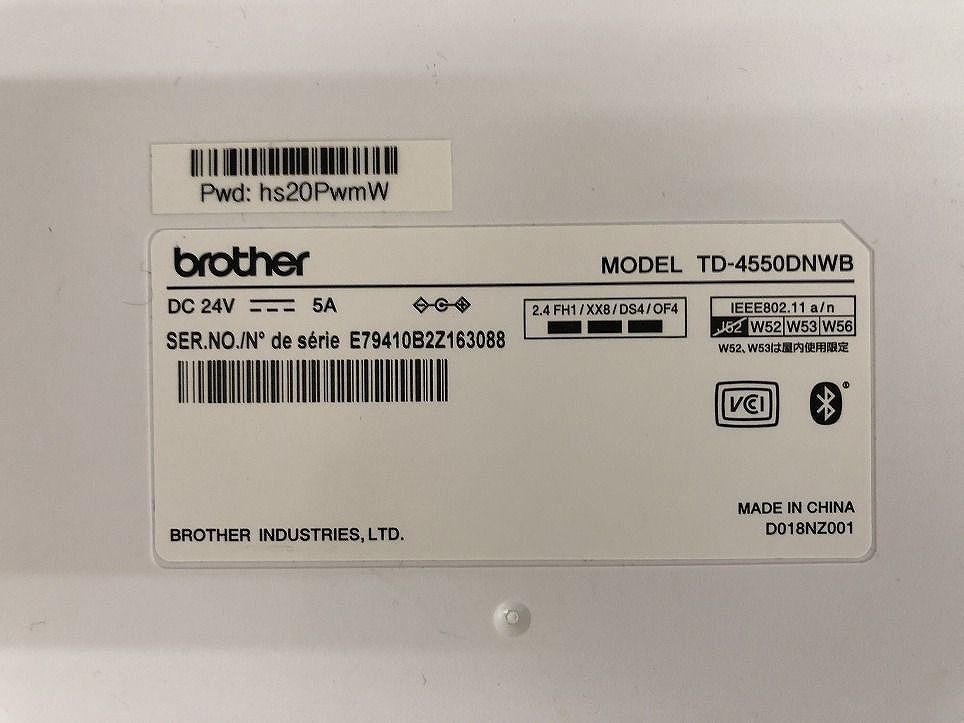 Pwd: hs20PwmW
brother
MODEL TD-4550DNWB
DC 24V 5A
2.4 FH1/XX8/DS4/OF4
IEEE802.11 a/n
J52 W52 W53 W56
W52、W53は屋内使用限定
SER.NO./N° de série E79410B2Z163088
VCCI
MADE IN CHINA
D018NZ001
BROTHER INDUSTRIES, LTD.